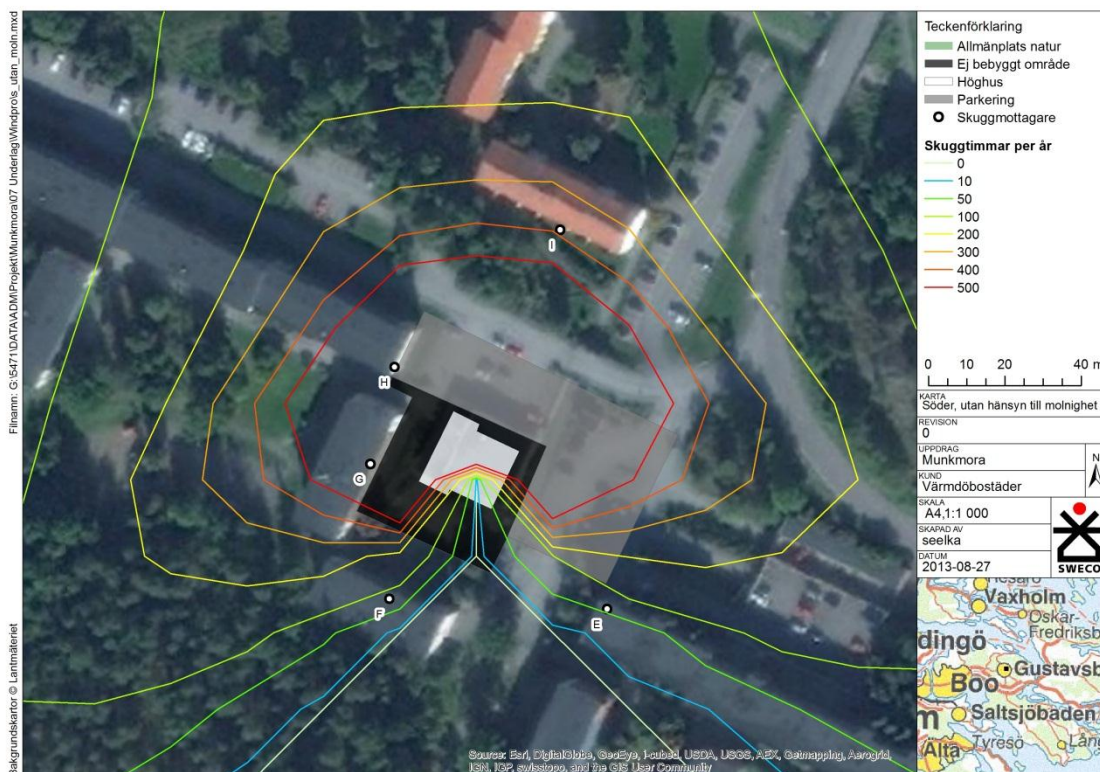 Filnamn: G:\5471\DATA\ADM\Projekt\Munkmora\07 Underlag\Windpro\s_utan_moln.mxd
Bakgrundskartor © Lantmäteriet
I
H
G
F
E
Source: Esri, DigitalGlobe, GeoEye, i-cubed, USDA, USGS, AEX, Getmapping, Aerogrid,
IGN, IGP, swisstopo, and the GIS User Community
Teckenförklaring
Allmänplats natur
Ej bebyggt område
Höghus
Parkering
Skuggmottagare
Skuggtimmar per år
0
10
50
100
200
300
400
500
0 10 20 40 m
KARTA
Söder, utan hänsyn till molnighet
REVISION
0
UPPDRAG
Munkmora
N
KUND
Värmdöbostäder
SKALA
A4,1:1 000
SKAPAD AV
seelka
DATUM
2013-08-27
SWECO
Vaxholm
Oskar-
Fredriksb
dingö
Gustavsb
Boo
m
Saltsjöbaden
Älta
Tyresö
Lång